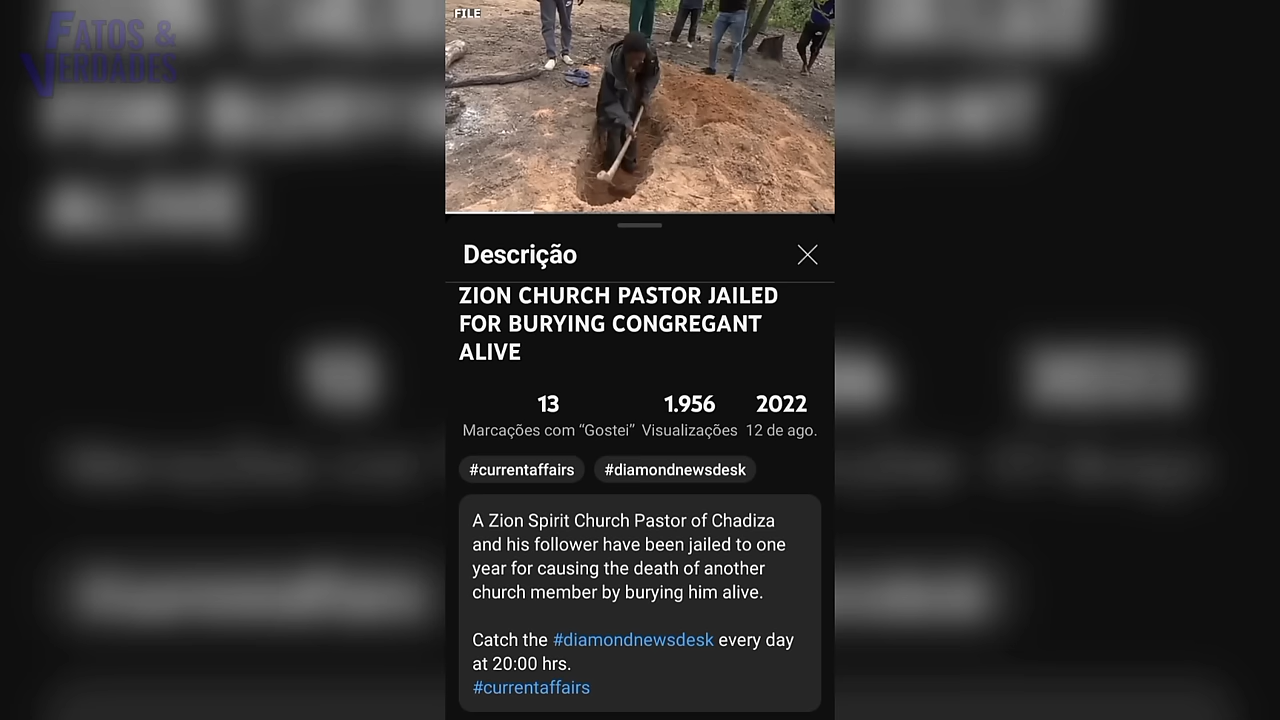 FATOS &
VERDADES
FILE
Descrição
ZION CHURCH PASTOR JAILED
FOR BURYING CONGREGANT
ALIVE
13 1.956 2022
Marcações com “Gostei” Visualizações 12 de ago.
#currentaffairs #diamondnewsdesk
A Zion Spirit Church Pastor of Chadiza
and his follower have been jailed to one
year for causing the death of another
church member by burying him alive.
Catch the #diamondnewsdesk every day
at 20:00 hrs.
#currentaffairs